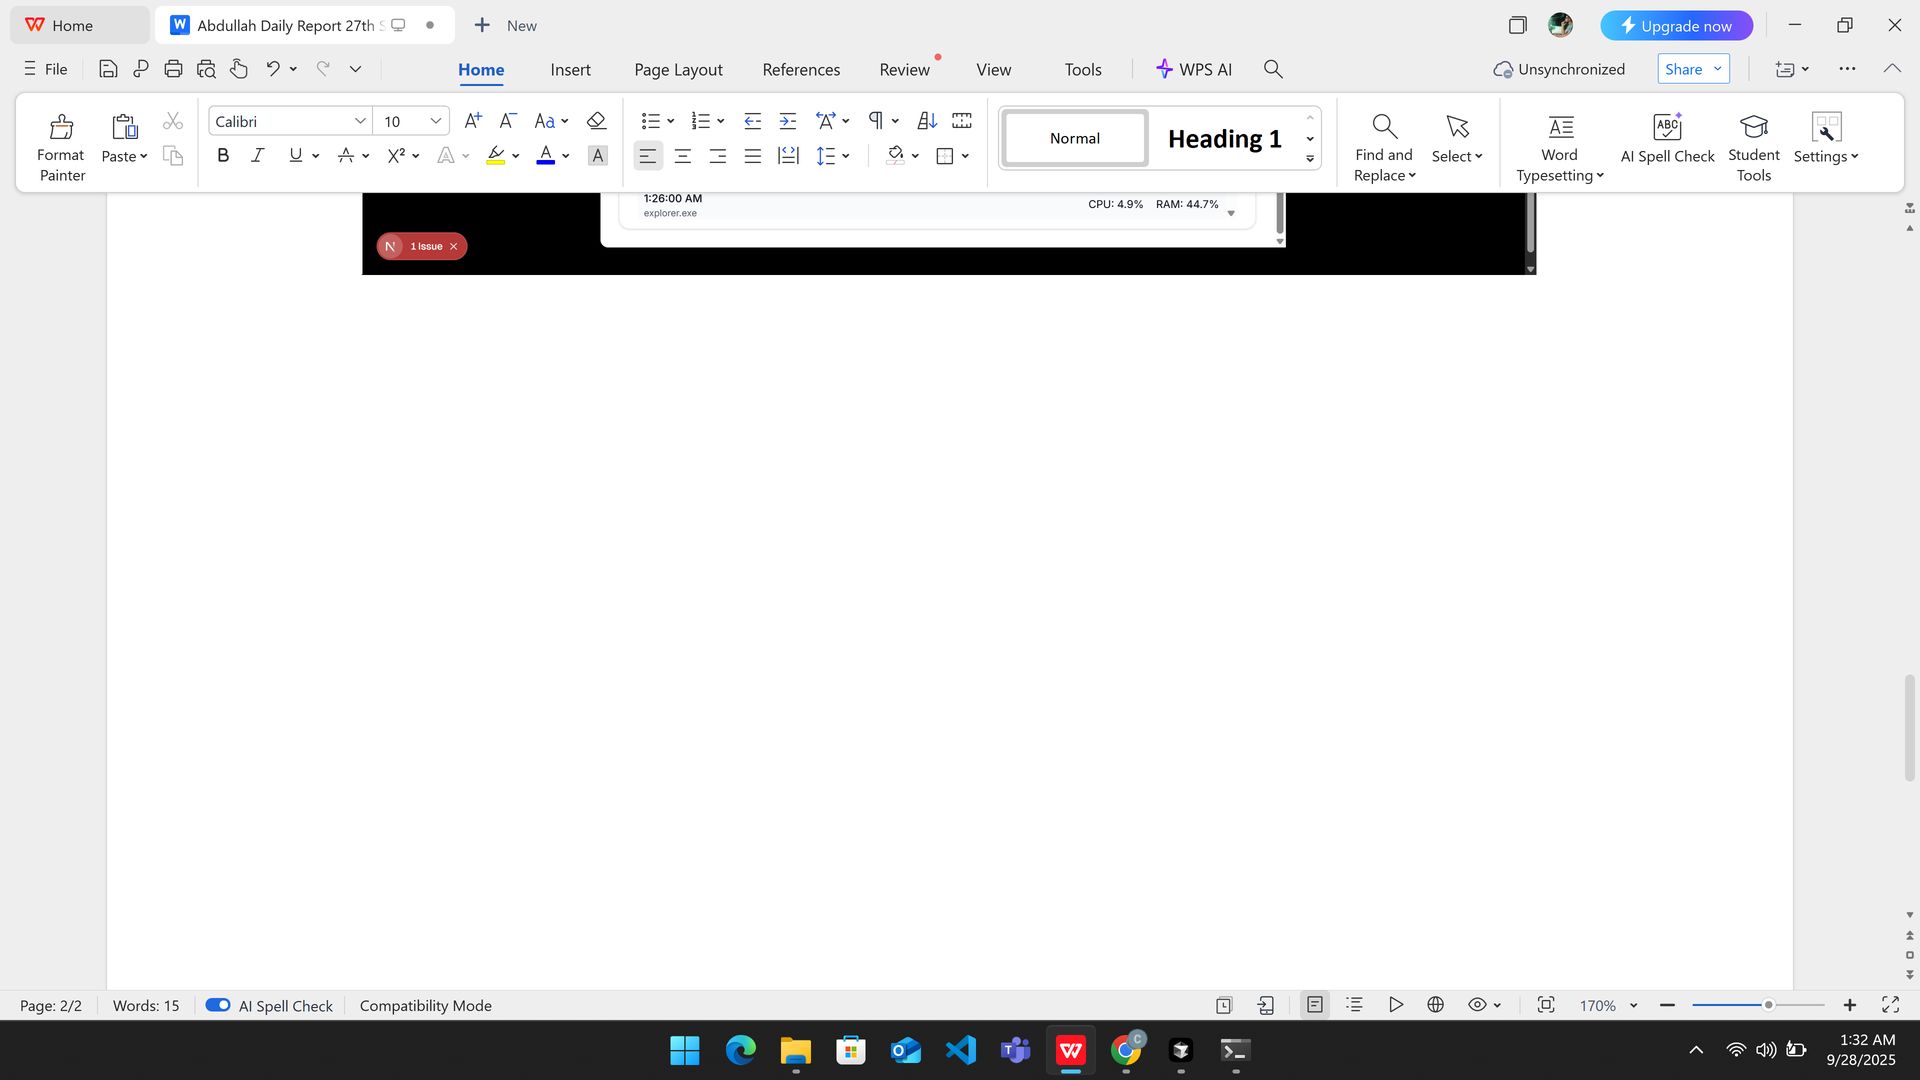 Home
Abdullah Daily Report 27th S
New
Upgrade now
File
Home
Insert
Page Layout
References
Review
View
Tools
WPS AI
Unsynchronized
Share
Format
Painter
Paste
Calibri
10
Normal
Heading 1
Find and
Replace
Select
Word
Typesetting
AI Spell Check
Student
Tools
Settings
1:26:00 AM
explorer.exe
CPU: 4.9% RAM: 44.7%
N 1 Issue
Page: 2/2
Words: 15
AI Spell Check
Compatibility Mode
170%
1:32 AM
9/28/2025